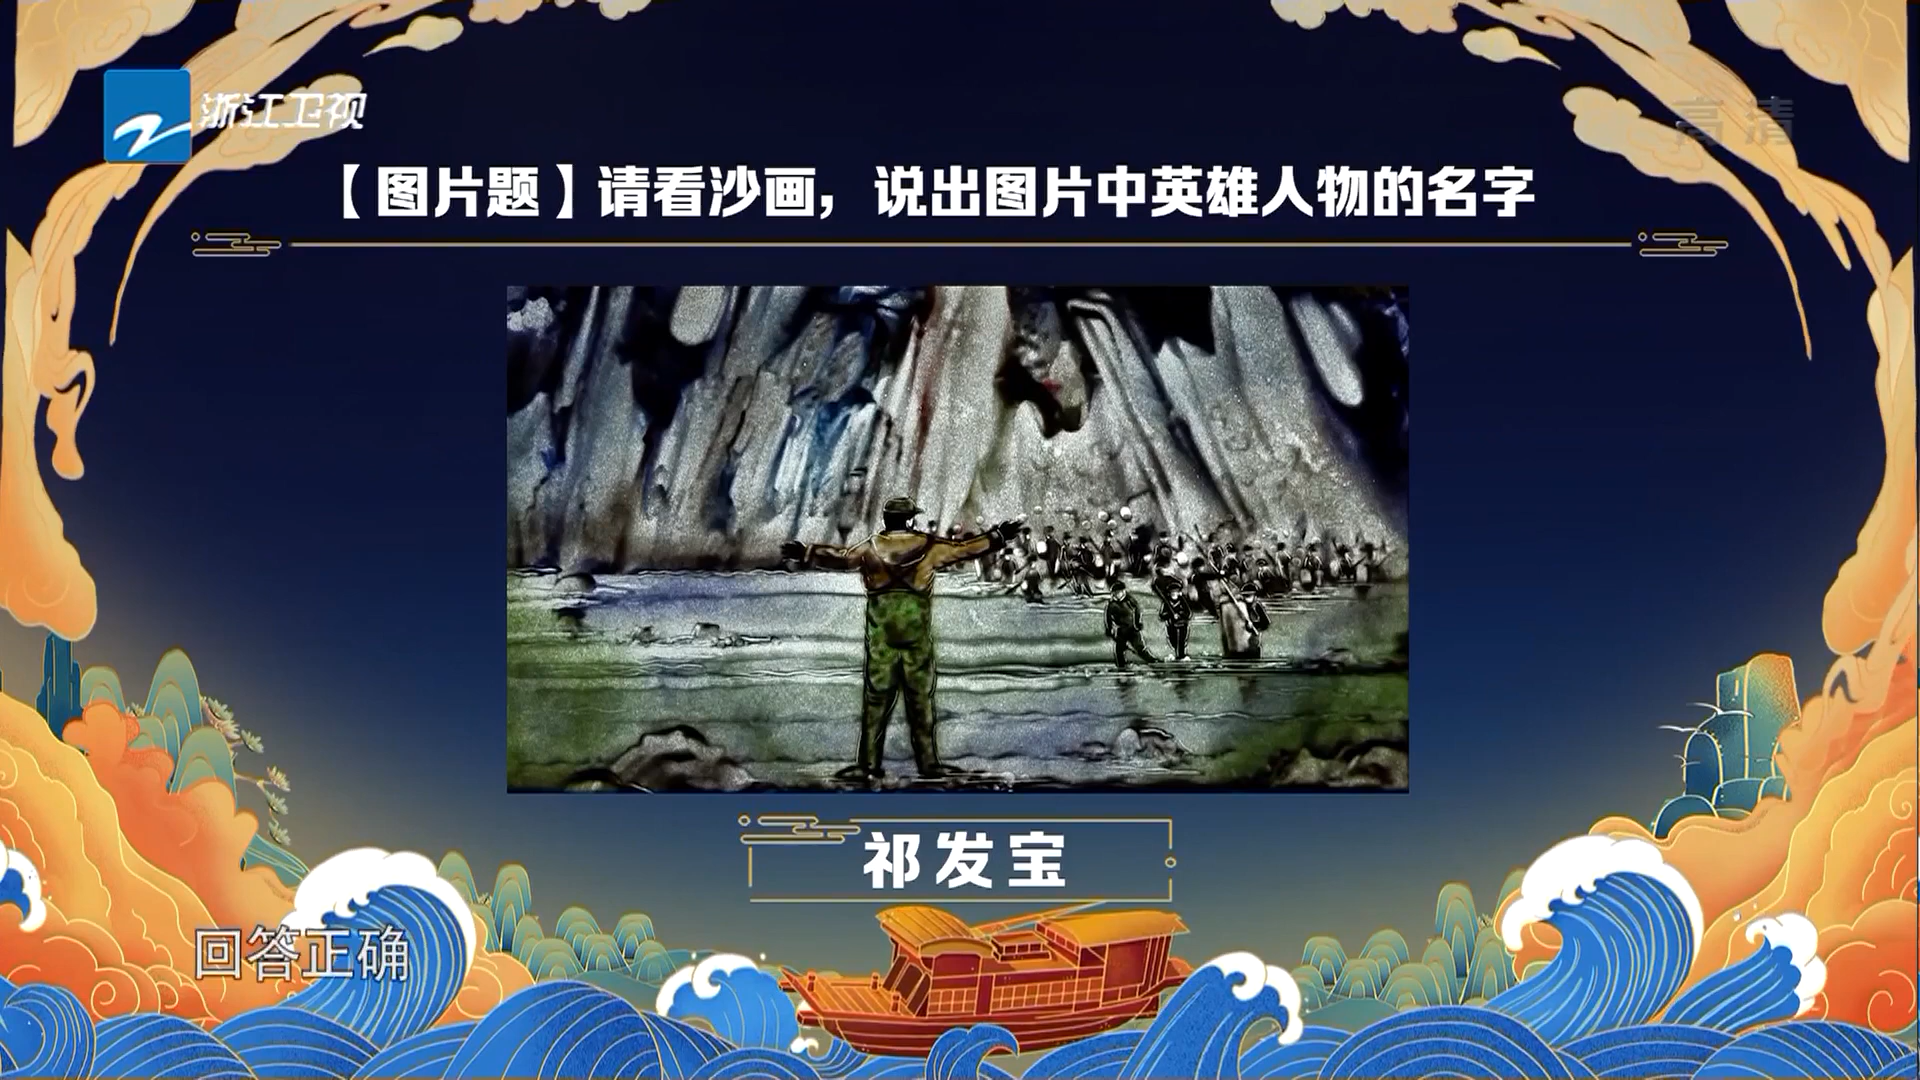 浙江卫视
高清
【图片题】请看沙画，说出图片中英雄人物的名字
祁发宝
回答正确